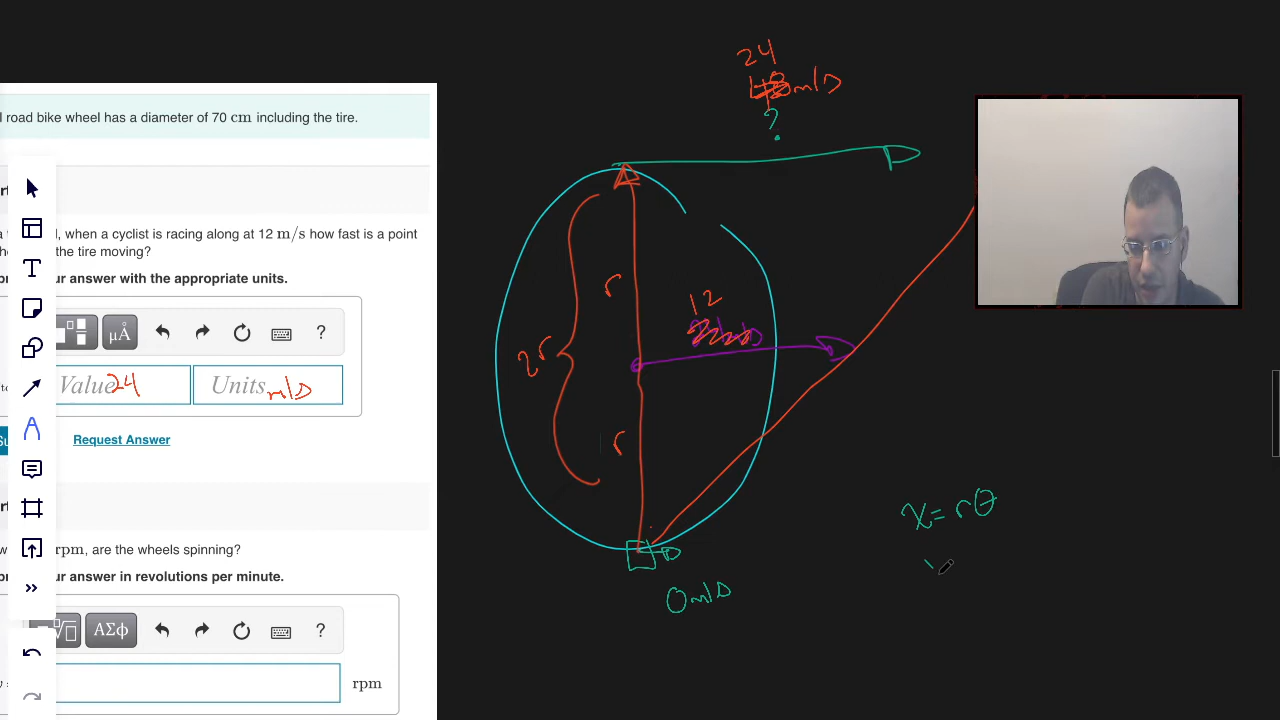 l road bike wheel has a diameter of 70 cm including the tire.
, when a cyclist is racing along at 12 m/s how fast is a point
the tire moving?
ur answer with the appropriate units.
μÅ
?
Value 24
Units m/s
Request Answer
rpm, are the wheels spinning?
ur answer in revolutions per minute.
ΑΣφ
?
rpm
24
m/s
?
r
12
2r
r
0 m/s
x = rθ